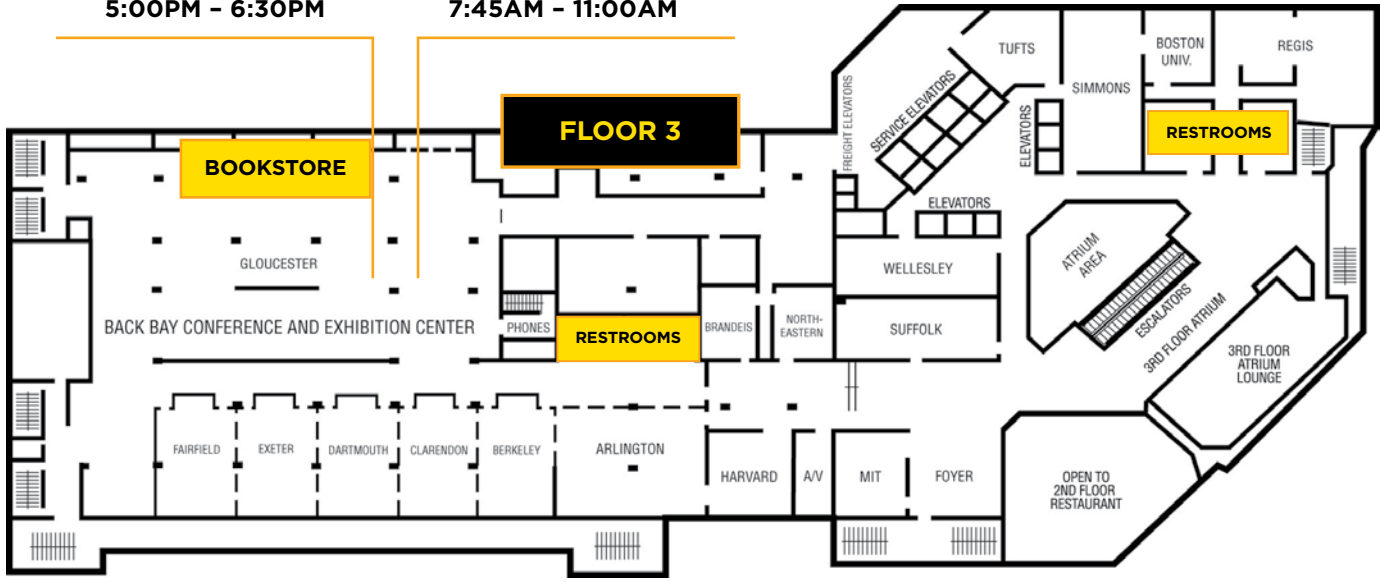 5:00PM – 6:30PM
7:45AM – 11:00AM
FLOOR 3
BOOKSTORE
GLOUCESTER
BACK BAY CONFERENCE AND EXHIBITION CENTER
PHONES
RESTROOMS
BRANDEIS
NORTH-
EASTERN
FAIRFIELD
EXETER
DARTMOUTH
CLARENDON
BERKELEY
ARLINGTON
HARVARD
A/V
MIT
FOYER
FREIGHT ELEVATORS
SERVICE ELEVATORS
TUFTS
ELEVATORS
SIMMONS
BOSTON
UNIV.
REGIS
RESTROOMS
ELEVATORS
WELLESLEY
SUFFOLK
ATRIUM
AREA
ESCALATORS
3RD FLOOR ATRIUM
3RD FLOOR
ATRIUM
LOUNGE
OPEN TO
2ND FLOOR
RESTAURANT